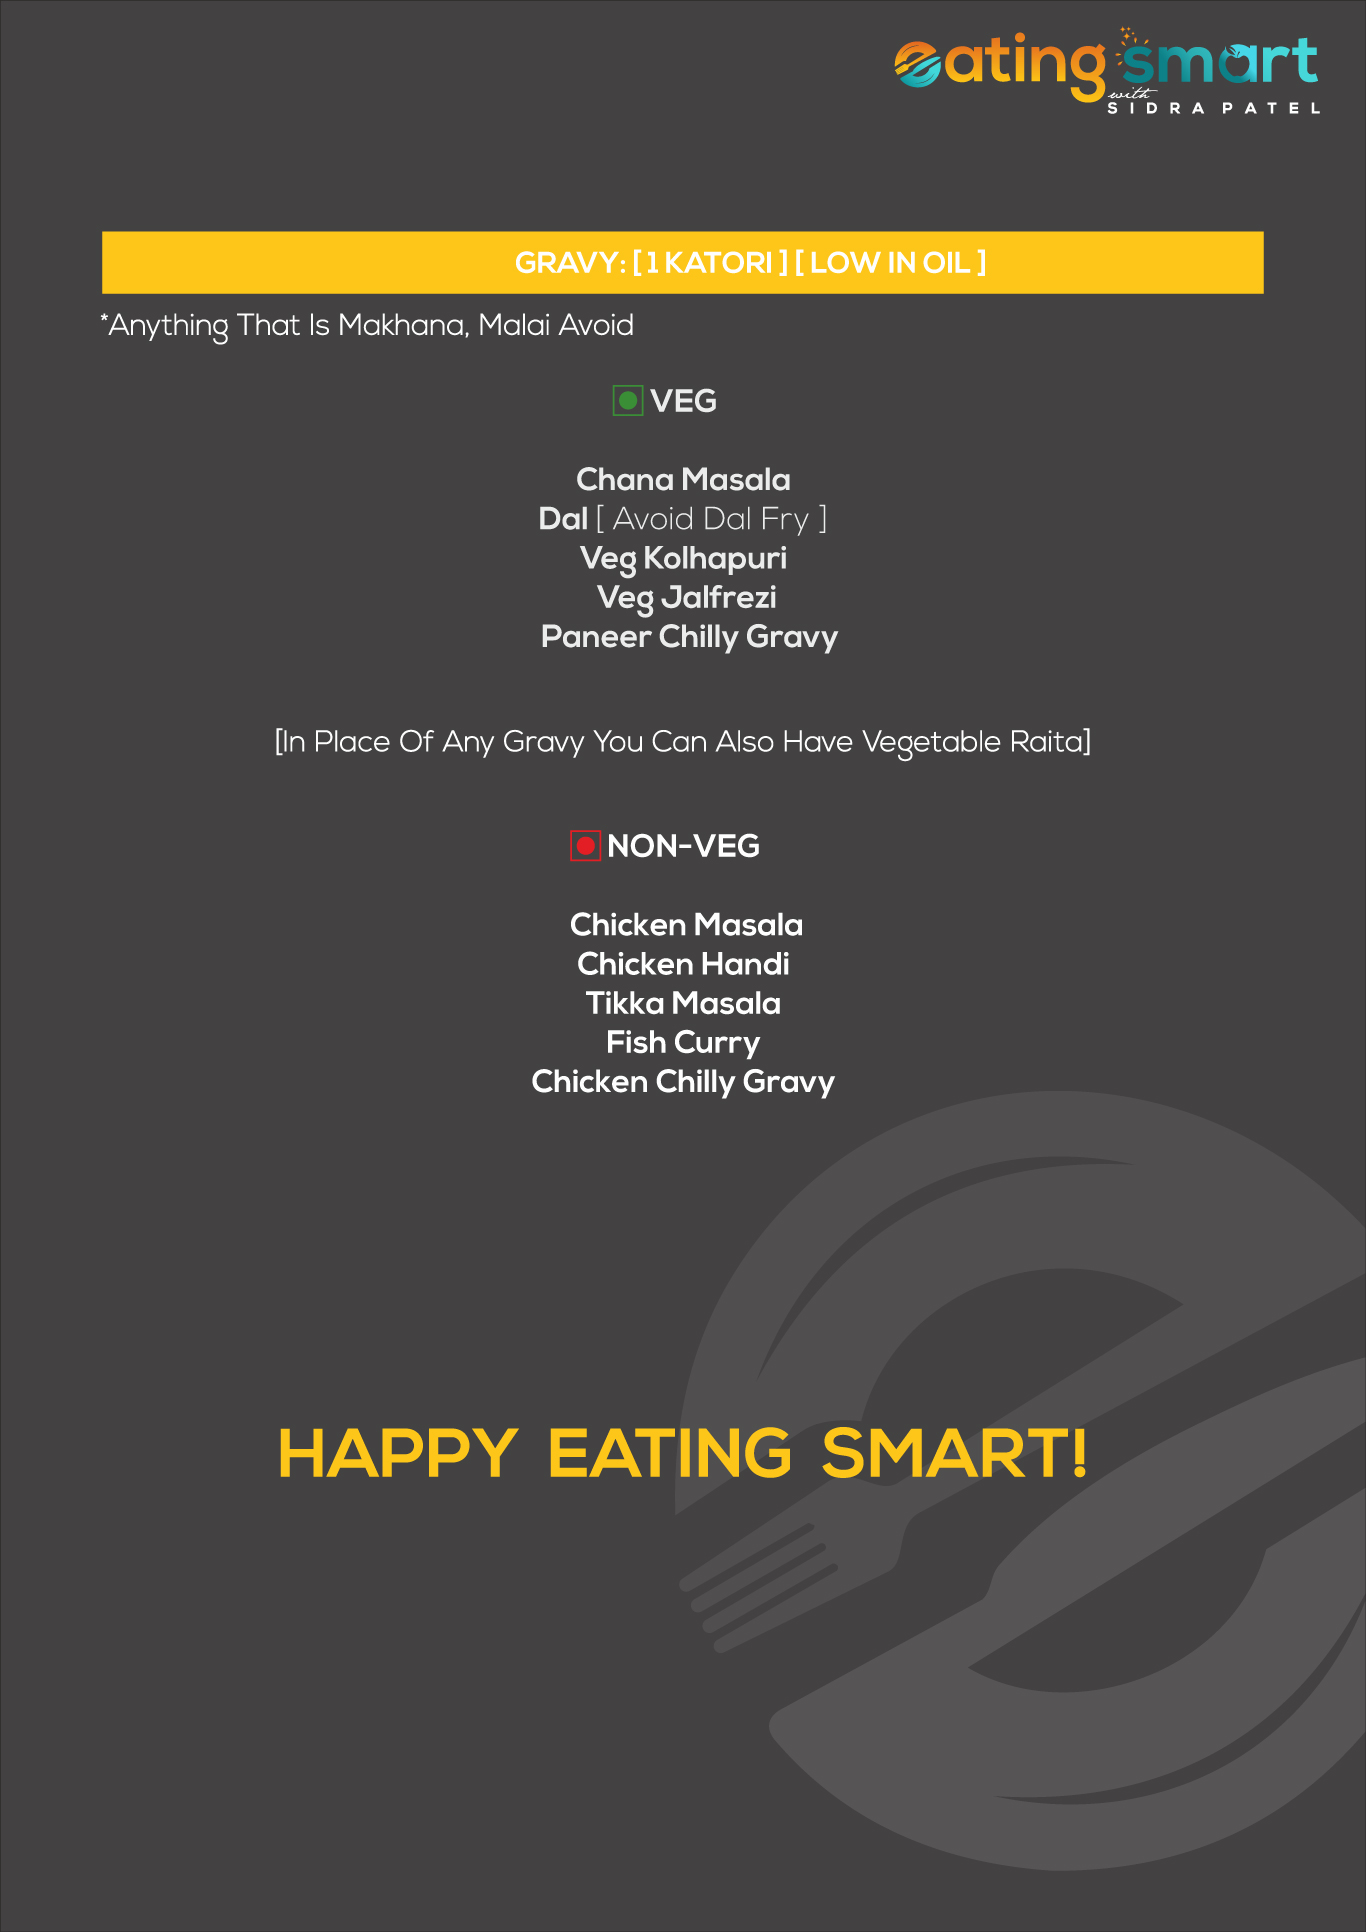 eating smart
with
SIDRA PATEL
GRAVY: [ 1 KATORI ] [ LOW IN OIL ]
*Anything That Is Makhana, Malai Avoid
VEG
Chana Masala
Dal [ Avoid Dal Fry ]
Veg Kolhapuri
Veg Jalfrezi
Paneer Chilly Gravy
[In Place Of Any Gravy You Can Also Have Vegetable Raita]
NON-VEG
Chicken Masala
Chicken Handi
Tikka Masala
Fish Curry
Chicken Chilly Gravy
HAPPY EATING SMART!